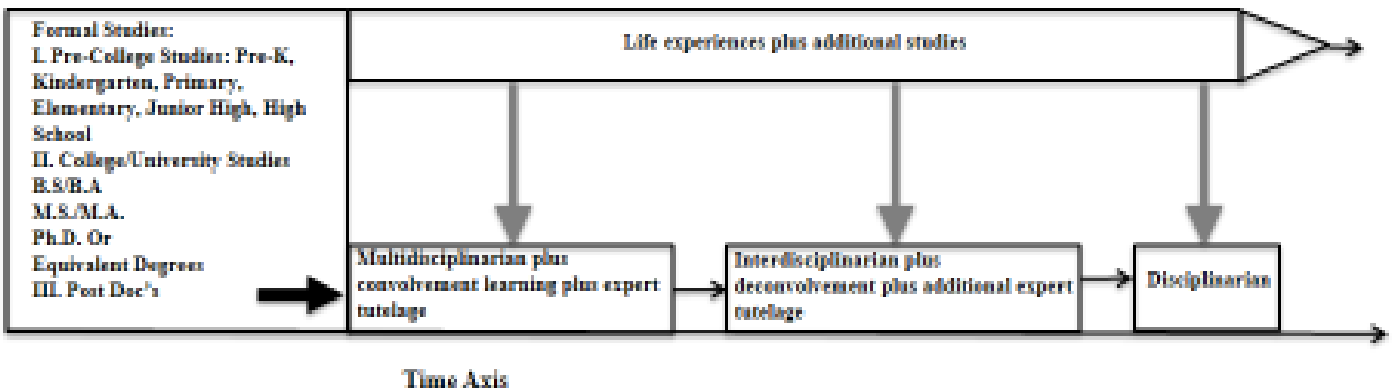 Formal Studies:
I. Pre-College Studies: Pre-K,
Kindergarten, Primary,
Elementary, Junior High, High
School
II. College/University Studies
B.S/B.A
M.S./M.A.
Ph.D. Or
Equivalent Degrees
III. Post Doc's
Life experiences plus additional studies
Multidisciplinarian plus
convolvement learning plus expert
tutelage
Interdisciplinarian plus
deconvolvement plus additional expert
tutelage
Disciplinarian
Time Axis